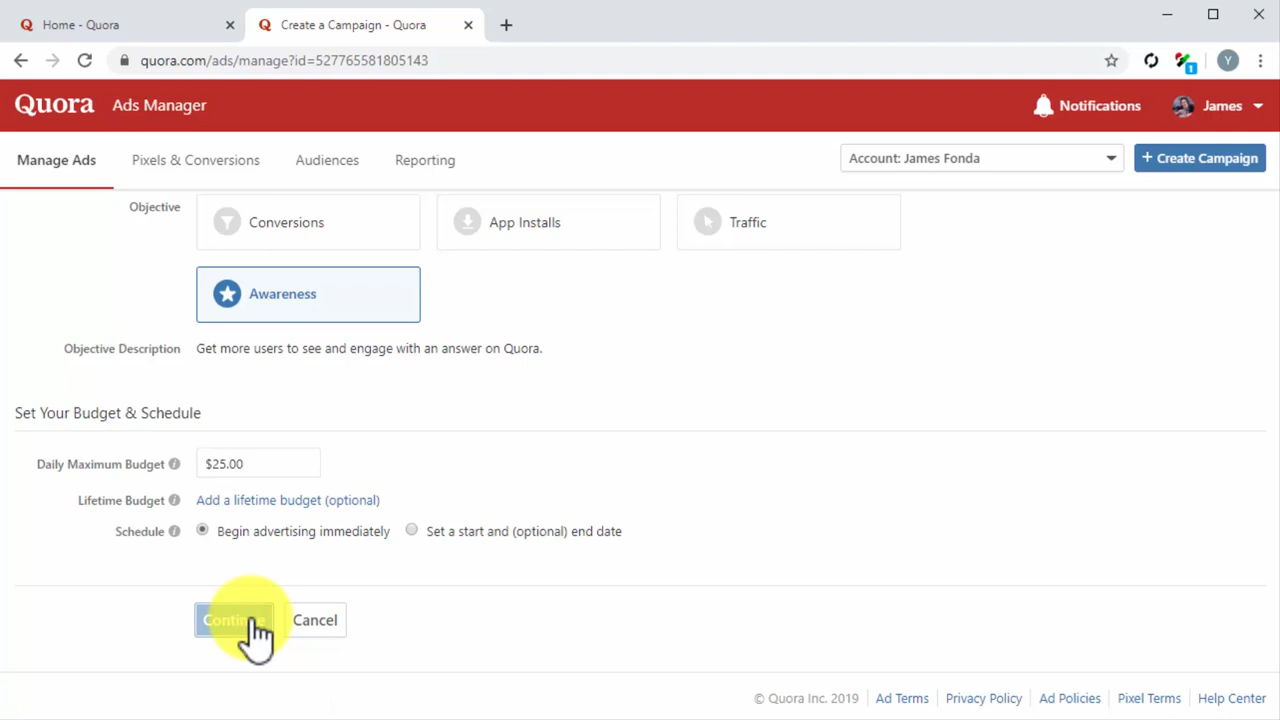 Home - Quora
Create a Campaign - Quora
quora.com/ads/manage?id=527765581805143
Y
1
Quora Ads Manager
Notifications
James
Manage Ads
Pixels & Conversions
Audiences
Reporting
Account: James Fonda
+ Create Campaign
Objective
Conversions
App Installs
Traffic
Awareness
Objective Description
Get more users to see and engage with an answer on Quora.
Set Your Budget & Schedule
Daily Maximum Budget
$25.00
Lifetime Budget
Add a lifetime budget (optional)
Schedule
Begin advertising immediately
Set a start and (optional) end date
Continue
Cancel
© Quora Inc. 2019
Ad Terms
Privacy Policy
Ad Policies
Pixel Terms
Help Center